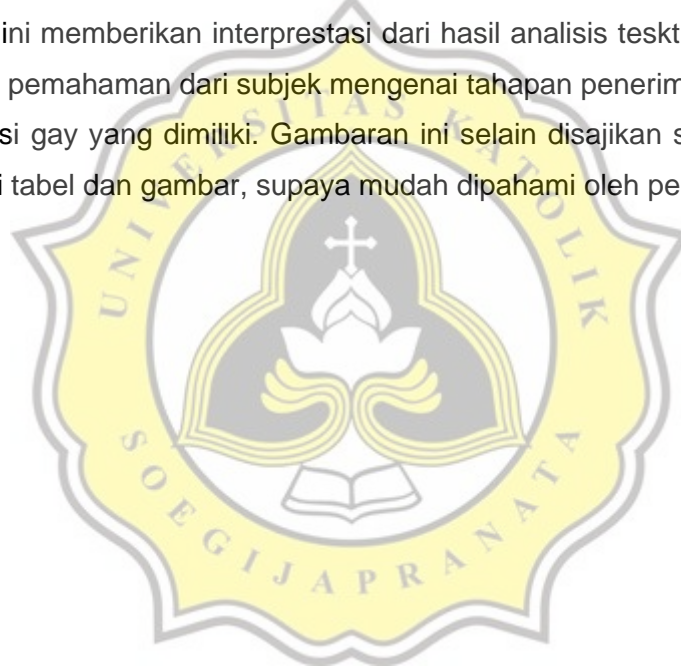 ini memberikan interprestasi dari hasil analisis teskt
pemahaman dari subjek mengenai tahapan penerim
si gay yang dimiliki. Gambaran ini selain disajikan s
i tabel dan gambar, supaya mudah dipahami oleh pe
UNIVERSITAS KATOLIK
SOEGIJAPRANATA